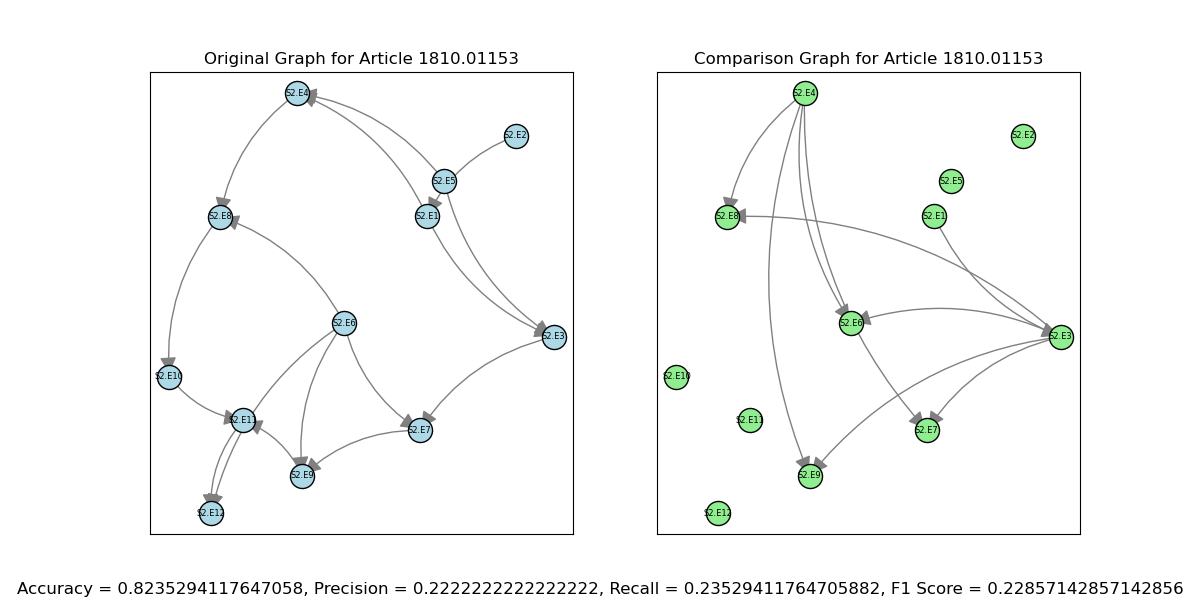 Original Graph for Article 1810.01153
Comparison Graph for Article 1810.01153
S2.E4
S2.E2
S2.E5
S2.E1
S2.E8
S2.E6
S2.E3
S2.E10
S2.E11
S2.E7
S2.E9
S2.E12
S2.E4
S2.E2
S2.E5
S2.E1
S2.E8
S2.E6
S2.E3
S2.E10
S2.E11
S2.E7
S2.E9
S2.E12
Accuracy = 0.8235294117647058, Precision = 0.2222222222222222, Recall = 0.23529411764705882, F1 Score = 0.22857142857142856